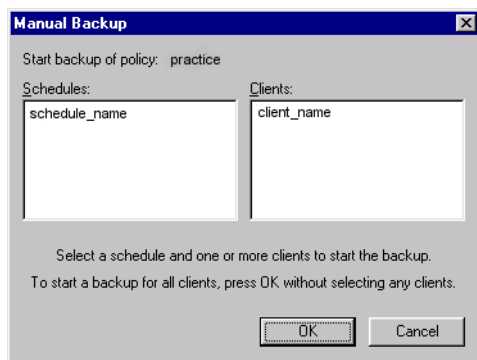 Manual Backup
Start backup of policy: practice
Schedules:
Clients:
schedule_name
client_name
Select a schedule and one or more clients to start the backup.
To start a backup for all clients, press OK without selecting any clients.
OK
Cancel